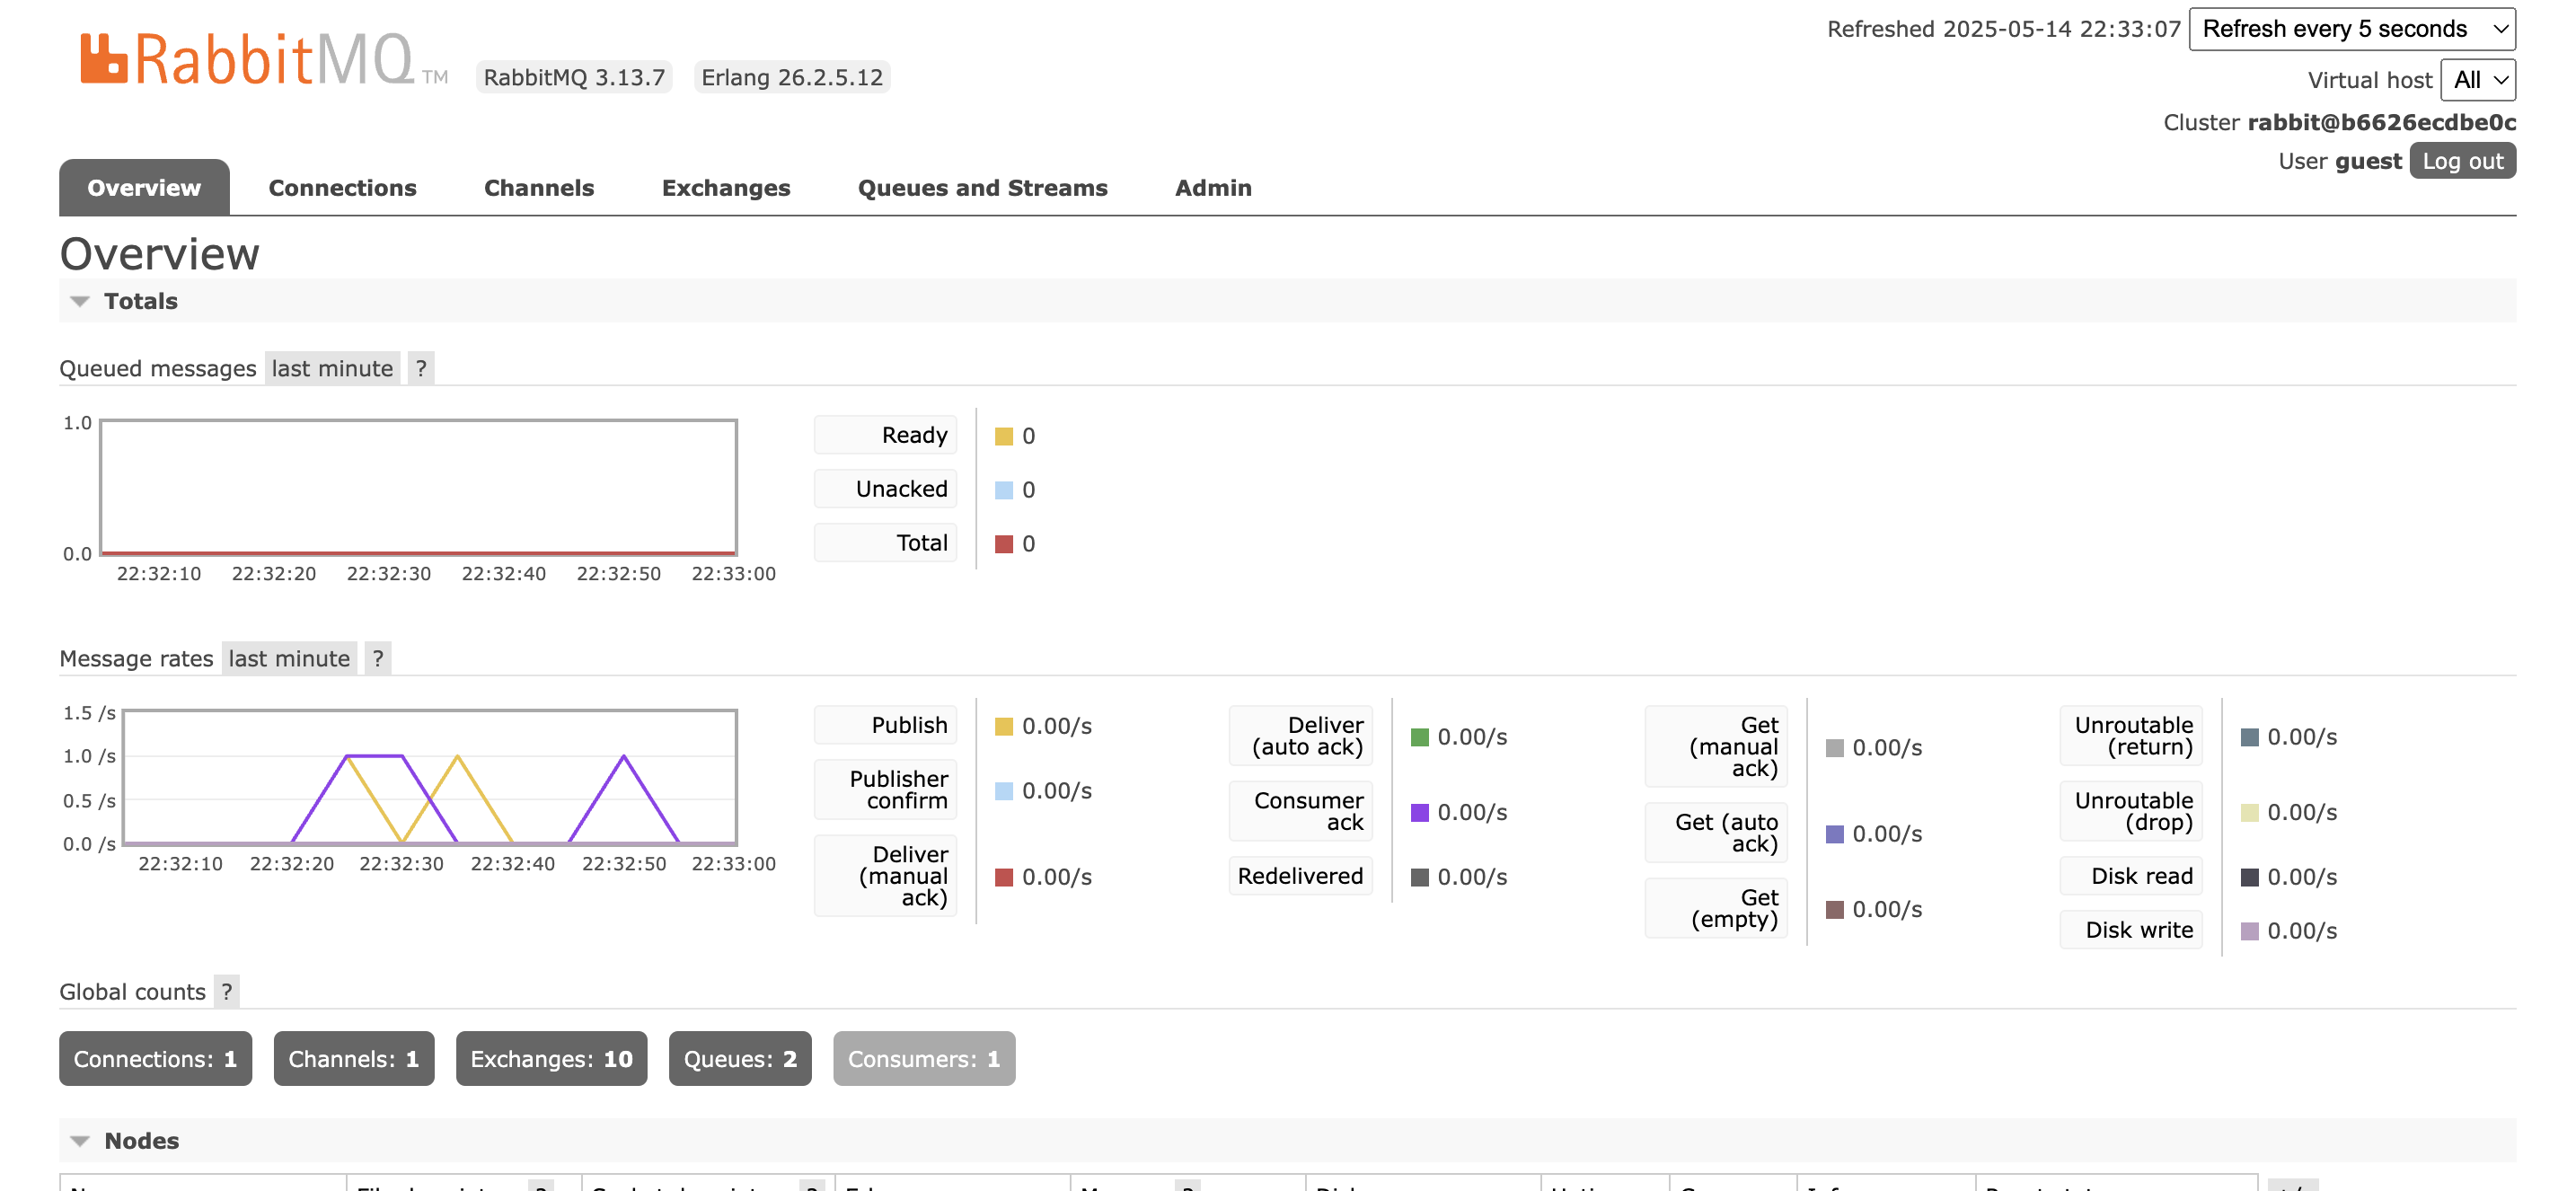 RabbitMQ TM RabbitMQ 3.13.7 Erlang 26.2.5.12
Refreshed 2025-05-14 22:33:07 Refresh every 5 seconds
Virtual host All
Cluster rabbit@b6626ecdbe0c
User guest Log out
Overview Connections Channels Exchanges Queues and Streams Admin
Overview
Totals
Queued messages last minute ?
1.0
0.0
22:32:10 22:32:20 22:32:30 22:32:40 22:32:50 22:33:00
Ready 0
Unacked 0
Total 0
Message rates last minute ?
1.5 /s
1.0 /s
0.5 /s
0.0 /s
22:32:10 22:32:20 22:32:30 22:32:40 22:32:50 22:33:00
Publish 0.00/s
Publisher
confirm 0.00/s
Deliver
(manual 0.00/s
ack)
Deliver
(auto ack) 0.00/s
Consumer
ack 0.00/s
Redelivered 0.00/s
Get
(manual 0.00/s
ack)
Get (auto
ack) 0.00/s
Get
(empty) 0.00/s
Unroutable
(return) 0.00/s
Unroutable
(drop) 0.00/s
Disk read 0.00/s
Disk write 0.00/s
Global counts ?
Connections: 1 Channels: 1 Exchanges: 10 Queues: 2 Consumers: 1
Nodes